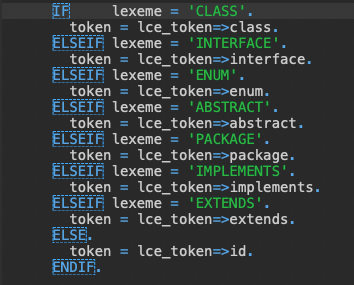 IF     lexeme = 'CLASS'.
  token = lce_token=>class.
ELSEIF lexeme = 'INTERFACE'.
  token = lce_token=>interface.
ELSEIF lexeme = 'ENUM'.
  token = lce_token=>enum.
ELSEIF lexeme = 'ABSTRACT'.
  token = lce_token=>abstract.
ELSEIF lexeme = 'PACKAGE'.
  token = lce_token=>package.
ELSEIF lexeme = 'IMPLEMENTS'.
  token = lce_token=>implements.
ELSEIF lexeme = 'EXTENDS'.
  token = lce_token=>extends.
ELSE.
  token = lce_token=>id.
ENDIF.